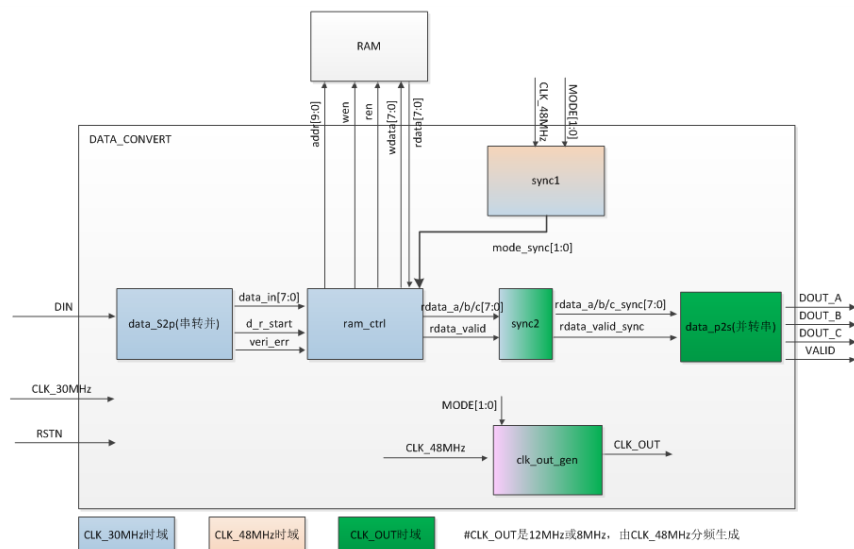 RAM
addr[9:0]
wen
ren
wdata[7:0]
rdata[7:0]
CLK_48MHz
MODE[1:0]
DATA_CONVERT
sync1
mode_sync[1:0]
DIN
data_S2p(串转并)
data_in[7:0]
d_r_start
veri_err
ram_ctrl
rdata_a/b/c[7:0]
rdata_valid
sync2
rdata_a/b/c_sync[7:0]
rdata_valid_sync
data_p2s(并转串)
DOUT_A
DOUT_B
DOUT_C
VALID
CLK_30MHz
RSTN
MODE[1:0]
CLK_48MHz
clk_out_gen
CLK_OUT
CLK_30MHz时域
CLK_48MHz时域
CLK_OUT时域
#CLK_OUT是12MHz或8MHz，由CLK_48MHz分频生成